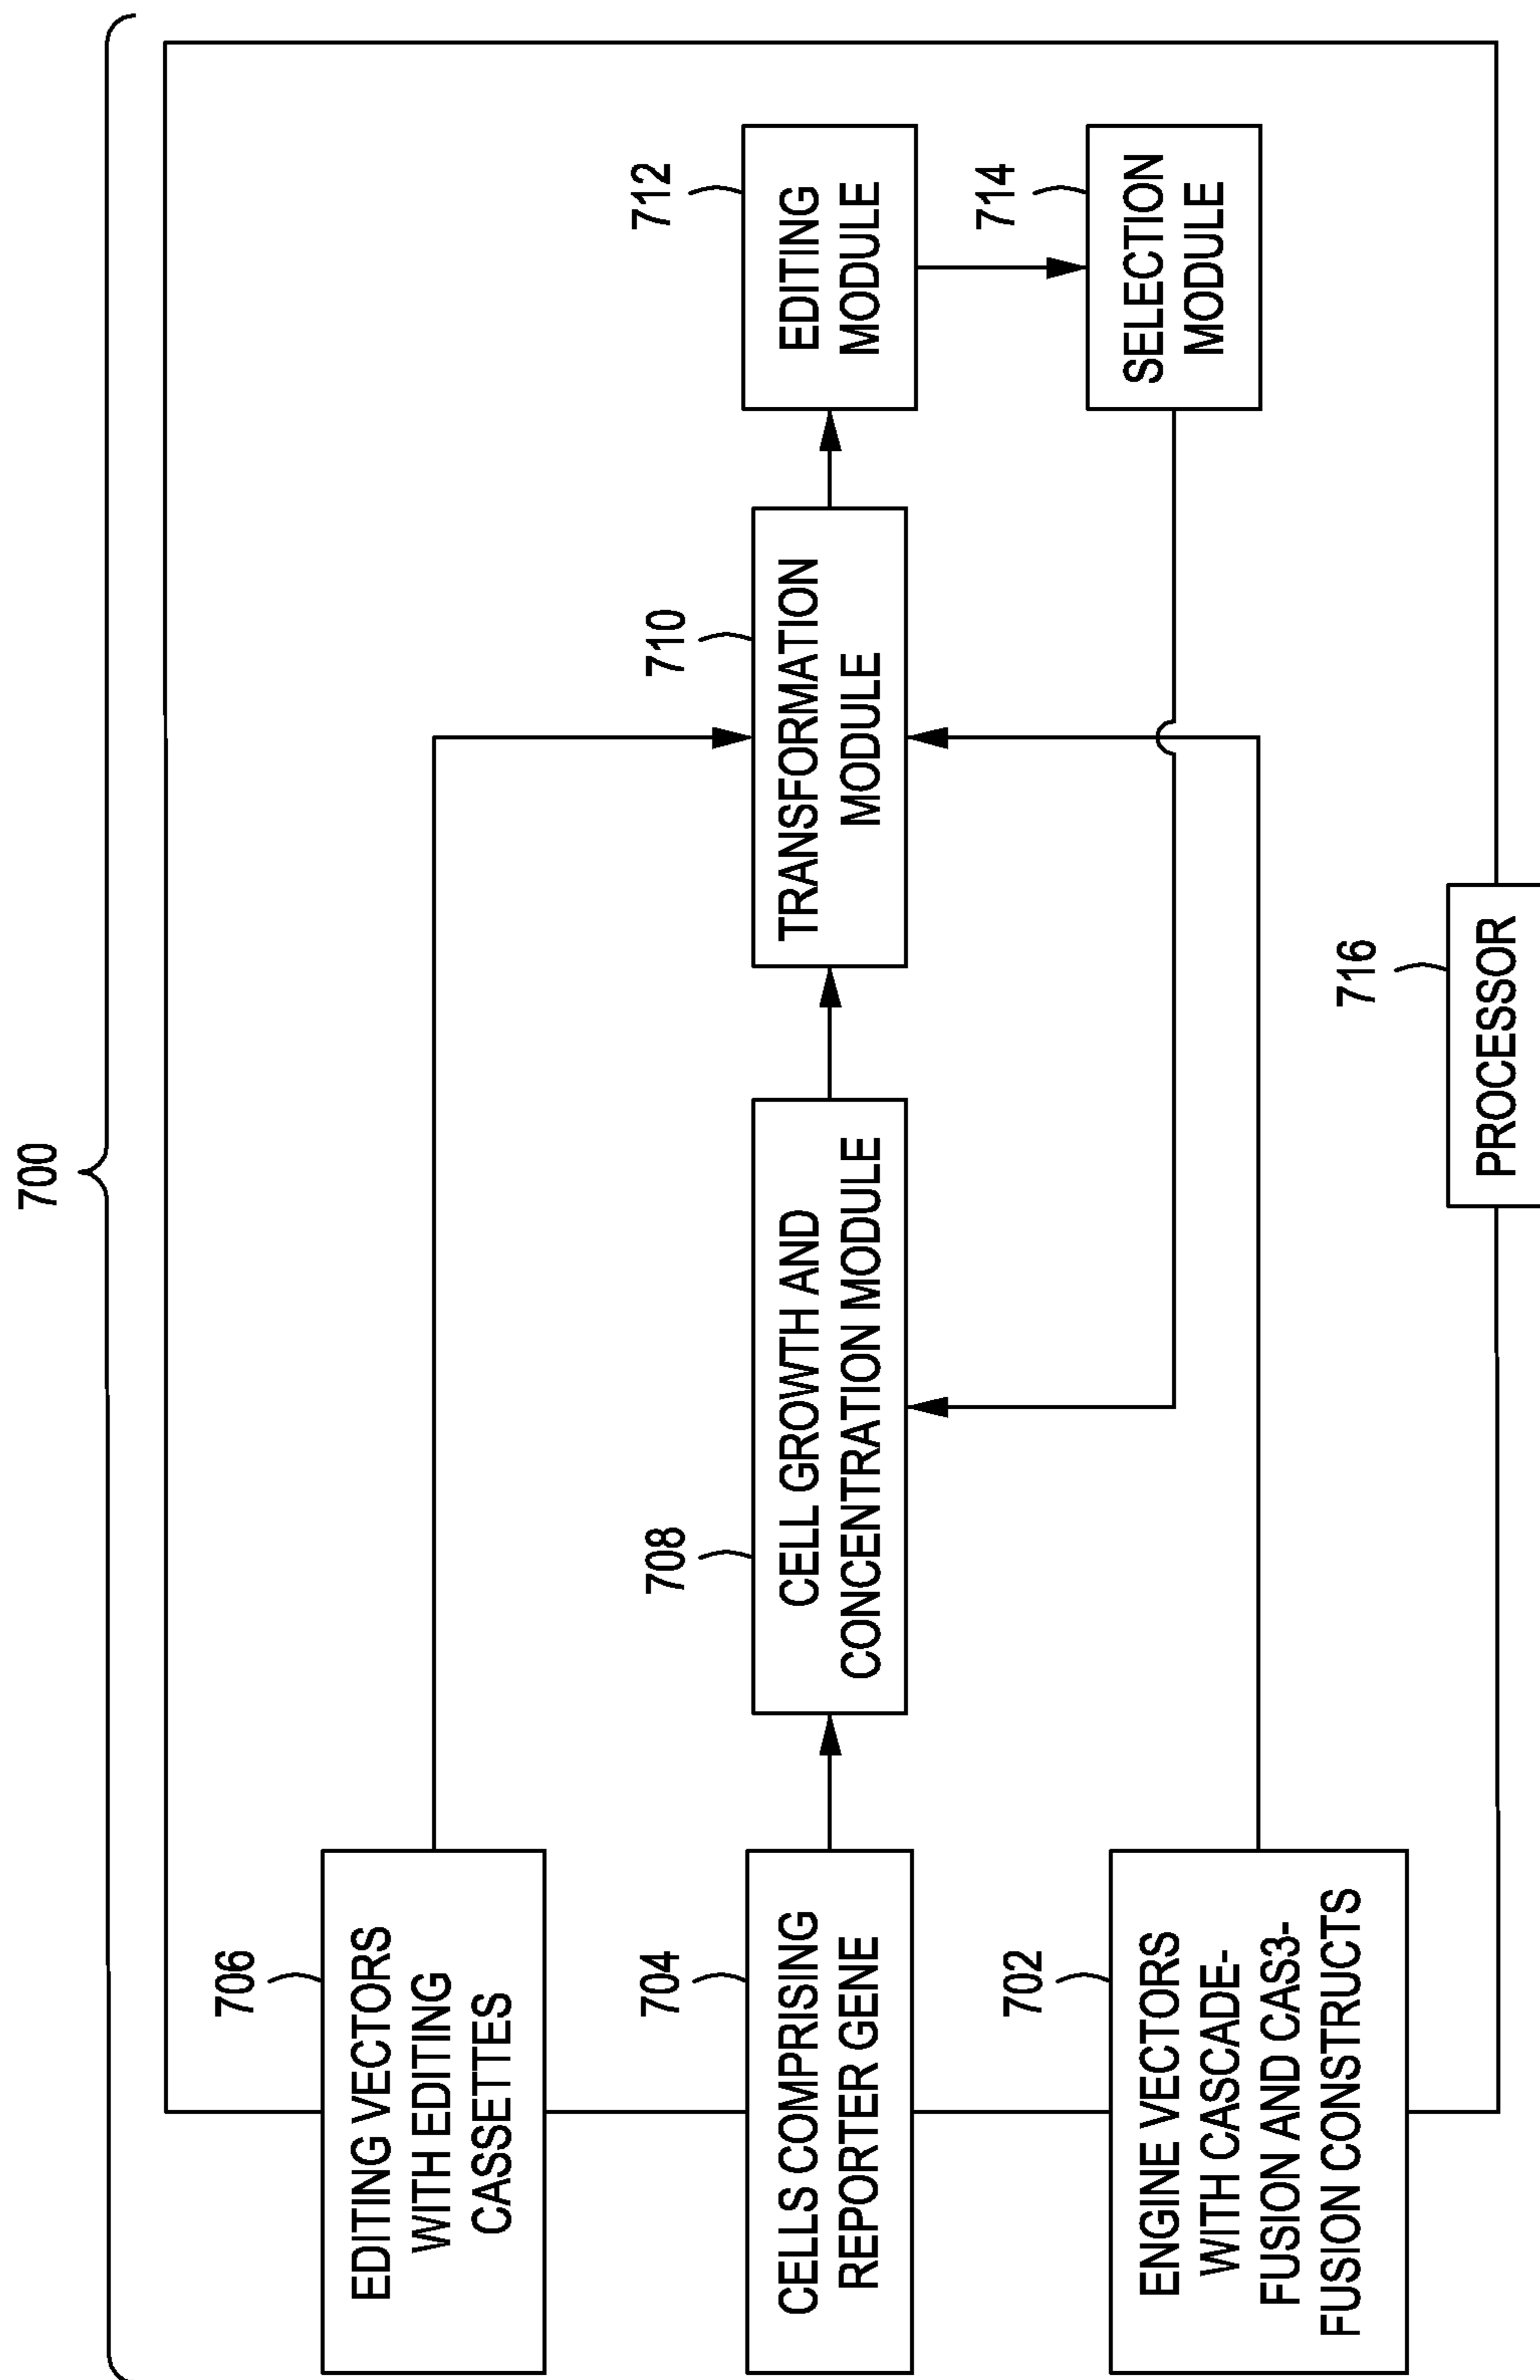 700
706
EDITING VECTORS
WITH EDITING
CASSETTES
704
CELLS COMPRISING
REPORTER GENE
702
ENGINE VECTORS
WITH CASCADE-
FUSION AND CAS3-
FUSION CONSTRUCTS
708
CELL GROWTH AND
CONCENTRATION MODULE
710
TRANSFORMATION
MODULE
712
EDITING
MODULE
714
SELECTION
MODULE
716
PROCESSOR